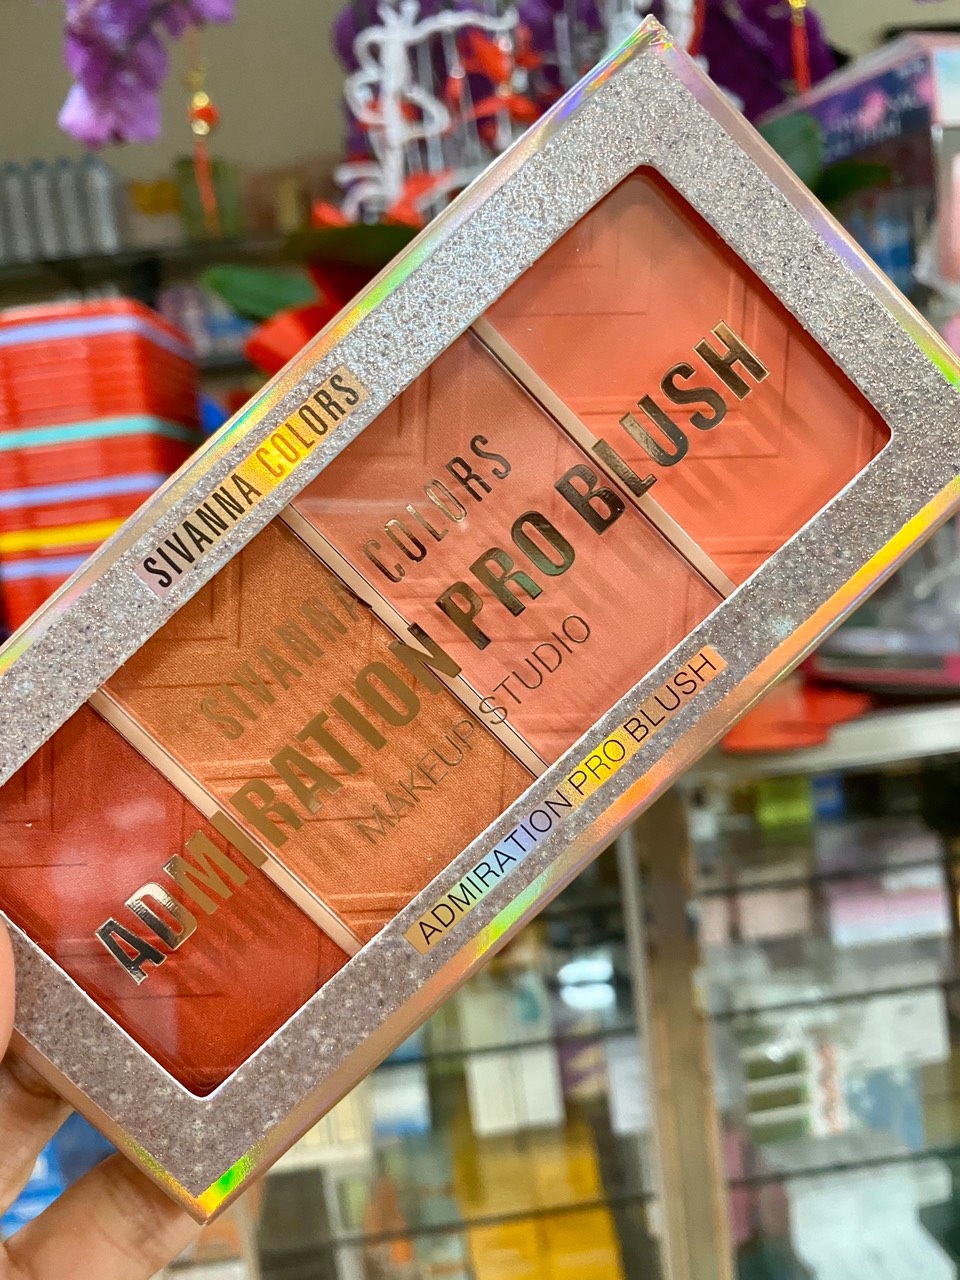 SIVANNA COLORS
SIVANNA COLORS
ADMIRATION PRO BLUSH
MAKEUP STUDIO
ADMIRATION PRO BLUSH